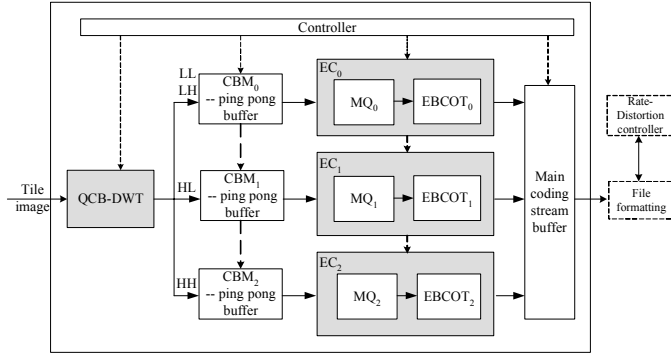 Controller
LL
LH
CBM₀
-- ping pong
buffer
EC₀
MQ₀
EBCOT₀
Rate-
Distortion
controller
Tile
image
QCB-DWT
HL
CBM₁
-- ping pong
buffer
EC₁
MQ₁
EBCOT₁
Main
coding
stream
buffer
File
formatting
HH
CBM₂
-- ping pong
buffer
EC₂
MQ₂
EBCOT₂